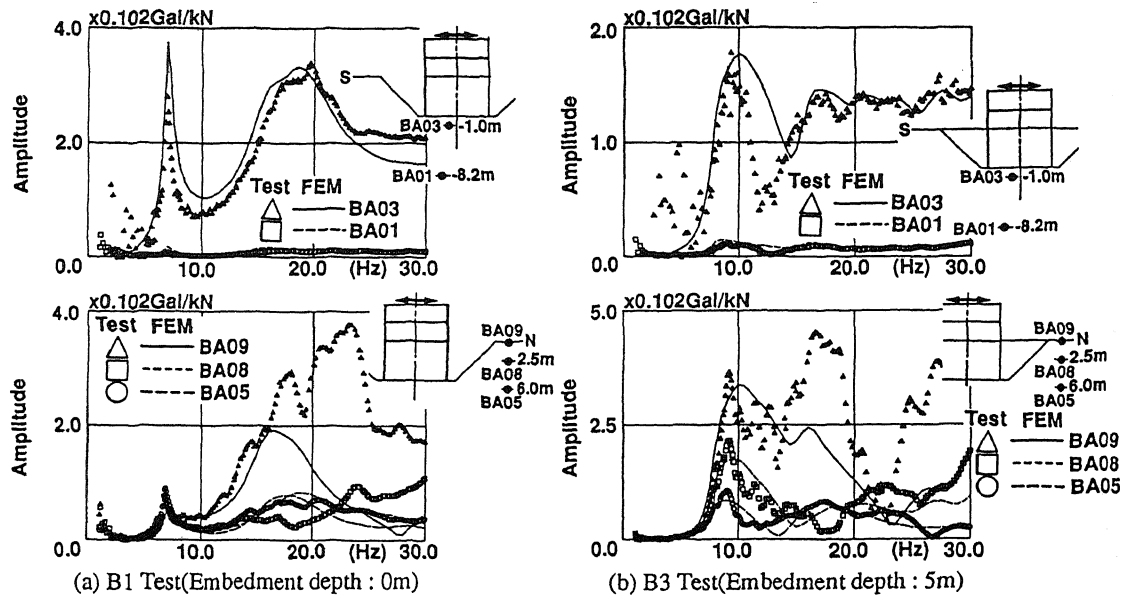 x0.102Gal/kN
4.0
2.0
0.0
Amplitude
10.0
20.0
(Hz)
30.0
S
BA03 -1.0m
BA01 -8.2m
Test FEM
BA03
BA01
x0.102Gal/kN
2.0
1.0
0.0
Amplitude
10.0
20.0
(Hz)
30.0
S
BA03 -1.0m
BA01 -8.2m
Test FEM
BA03
BA01
x0.102Gal/kN
4.0
2.0
0.0
Amplitude
10.0
20.0
(Hz)
30.0
Test FEM
BA09
BA08
BA05
BA09
N
-2.5m
BA08
-6.0m
BA05
(a) B1 Test(Embedment depth : 0m)
x0.102Gal/kN
5.0
2.5
0.0
Amplitude
10.0
20.0
(Hz)
30.0
BA09
N
-2.5m
BA08
-6.0m
BA05
Test FEM
BA09
BA08
BA05
(b) B3 Test(Embedment depth : 5m)